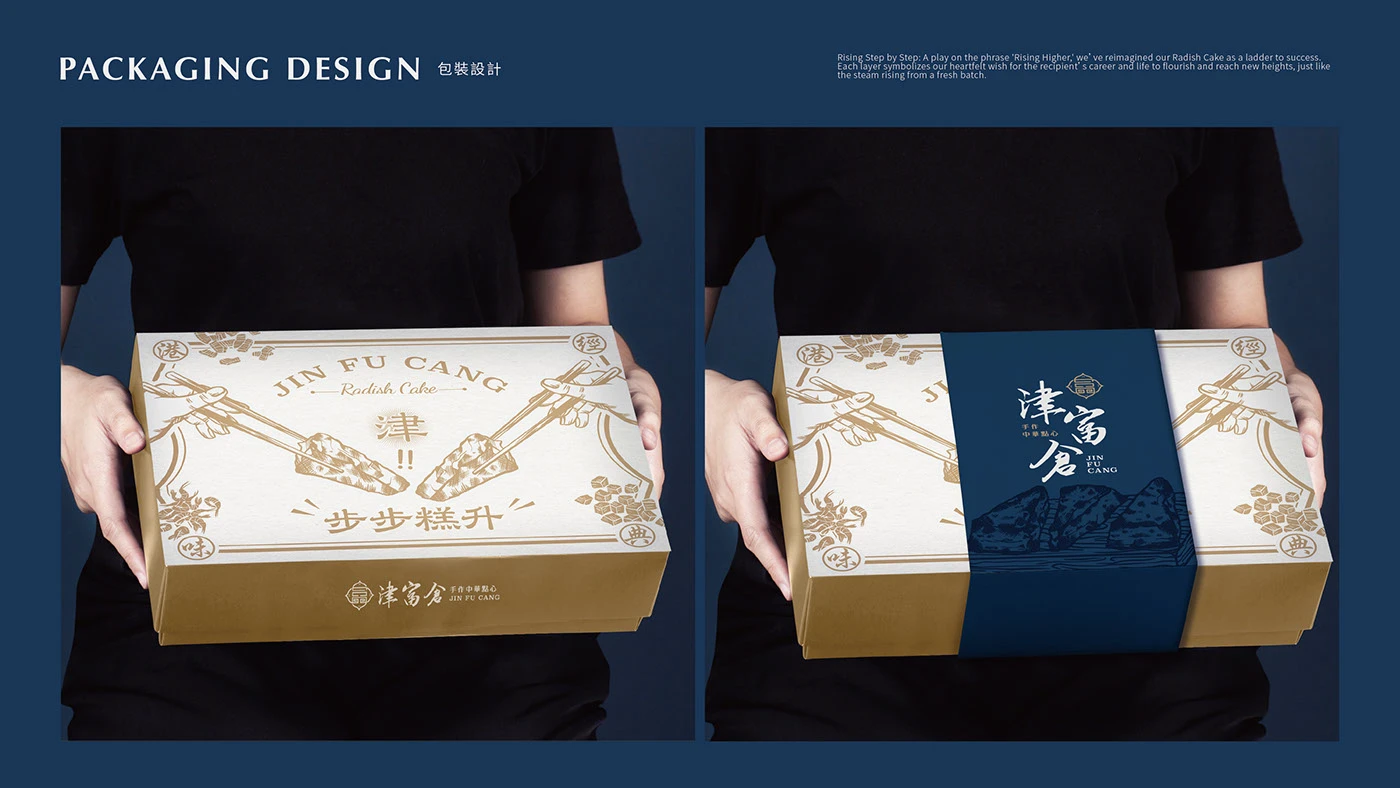 PACKAGING DESIGN 包裝設計
Rising Step by Step: A play on the phrase 'Rising Higher,' we've reimagined our Radish Cake as a ladder to success.
Each layer symbolizes our heartfelt wish for the recipient's career and life to flourish and reach new heights, just like
the steam rising from a fresh batch.
港
經
JIN FU CANG
Radish Cake
津
!!
步步糕升
味
典
津富倉
手作中華點心
JIN FU CANG
港
經
JI
津富倉
手作
中華點心
JIN
FU
CANG
味
典